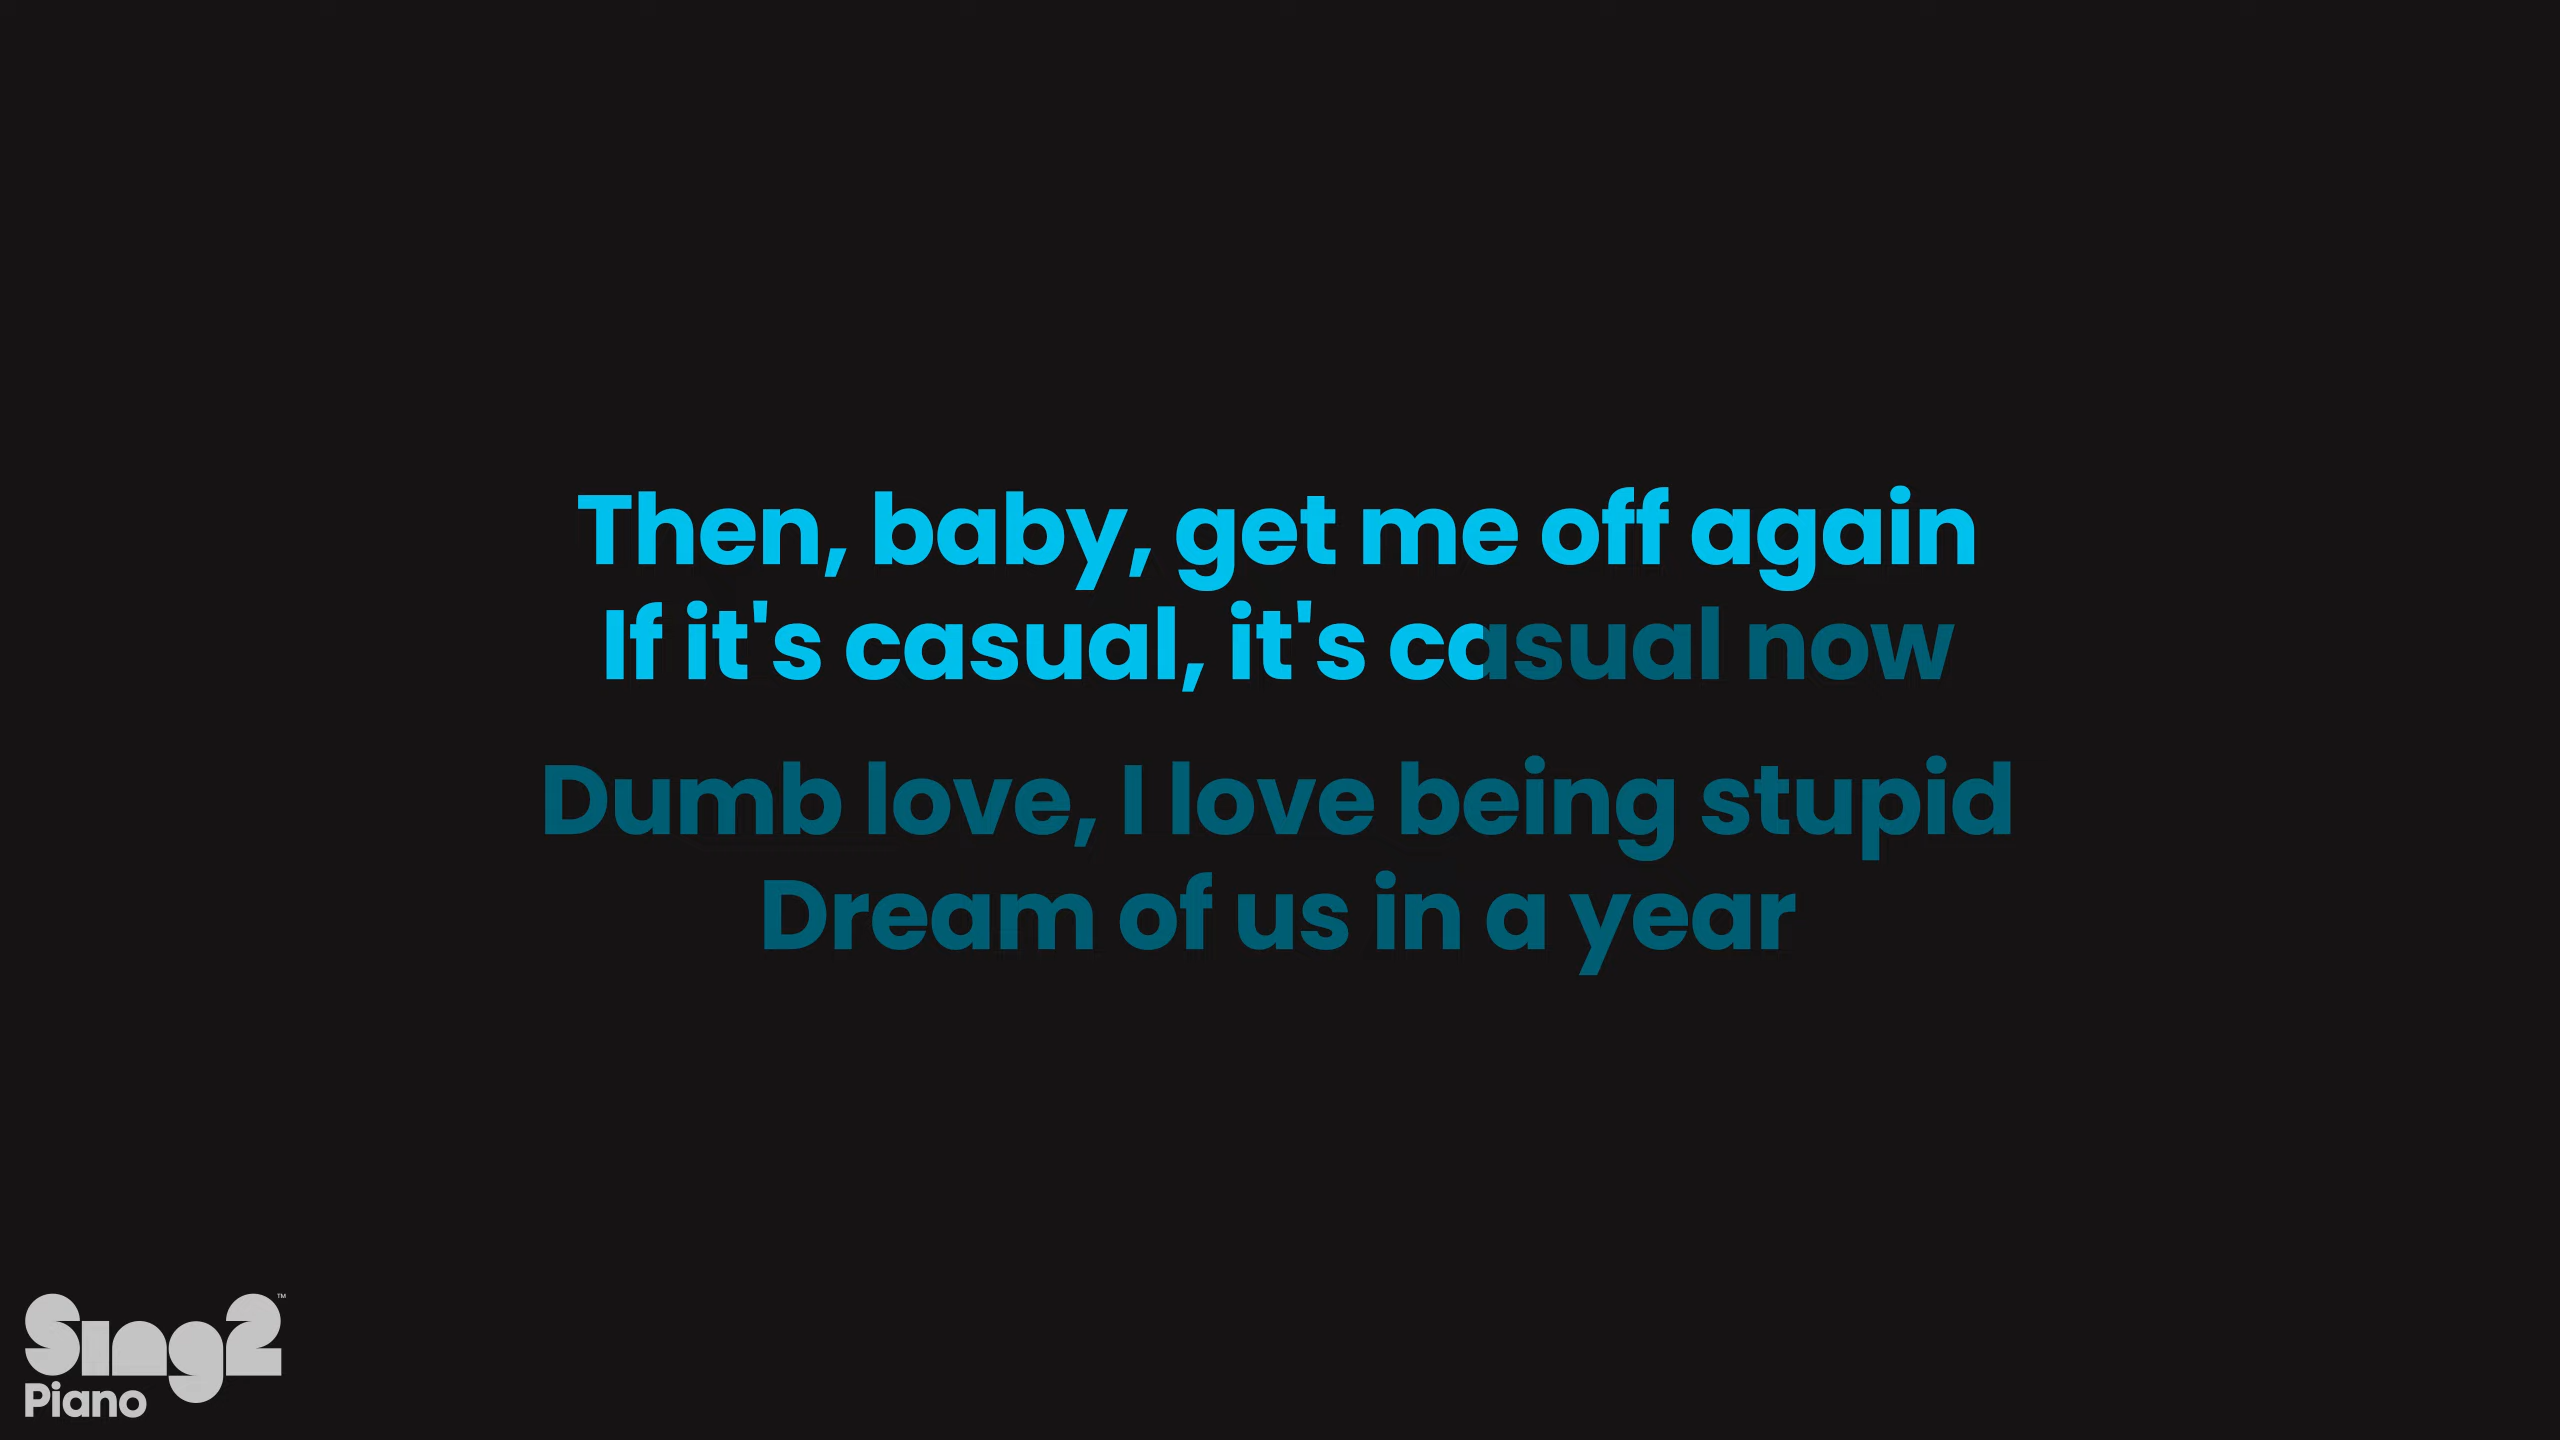 Then, baby, get me off again
If it's casual, it's casual now
Dumb love, I love being stupid
Dream of us in a year
Sing2™
Piano